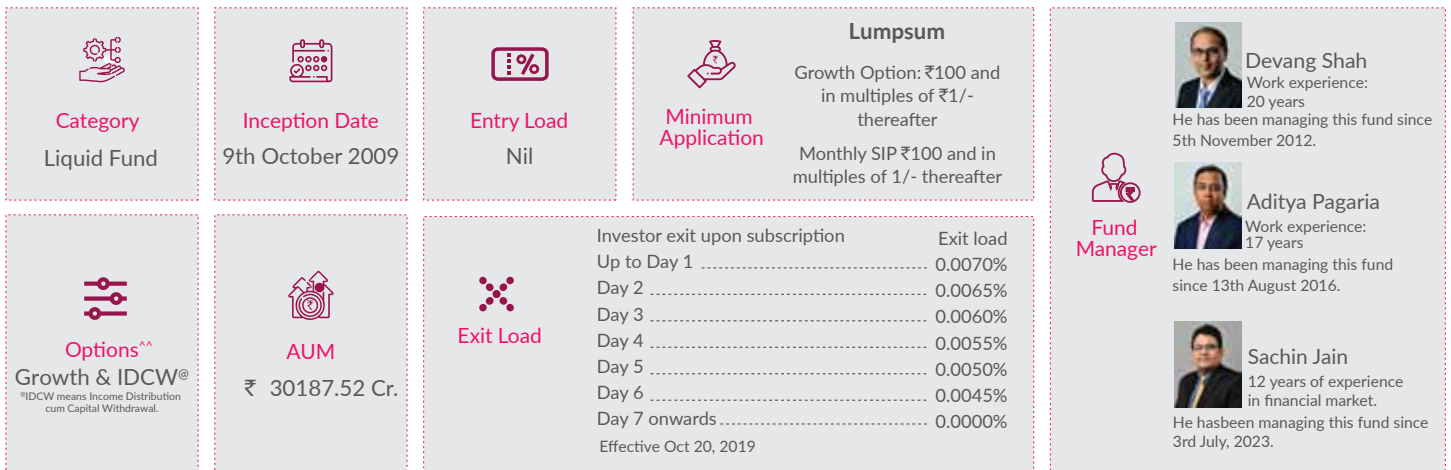 Category
Liquid Fund
Inception Date
9th October 2009
Entry Load
Nil
Minimum
Application
Lumpsum
Growth Option: ₹100 and
in multiples of ₹1/-
thereafter
Monthly SIP ₹100 and in
multiples of 1/- thereafter
Options^^
Growth & IDCW@
@IDCW means Income Distribution
cum Capital Withdrawal.
AUM
₹ 30187.52 Cr.
Exit Load
Investor exit upon subscription Exit load
Up to Day 1 0.0070%
Day 2 0.0065%
Day 3 0.0060%
Day 4 0.0055%
Day 5 0.0050%
Day 6 0.0045%
Day 7 onwards 0.0000%
Effective Oct 20, 2019
Fund
Manager
Devang Shah
Work experience:
20 years
He has been managing this fund since
5th November 2012.
Aditya Pagaria
Work experience:
17 years
He has been managing this fund
since 13th August 2016.
Sachin Jain
12 years of experience
in financial market.
He hasbeen managing this fund since
3rd July, 2023.